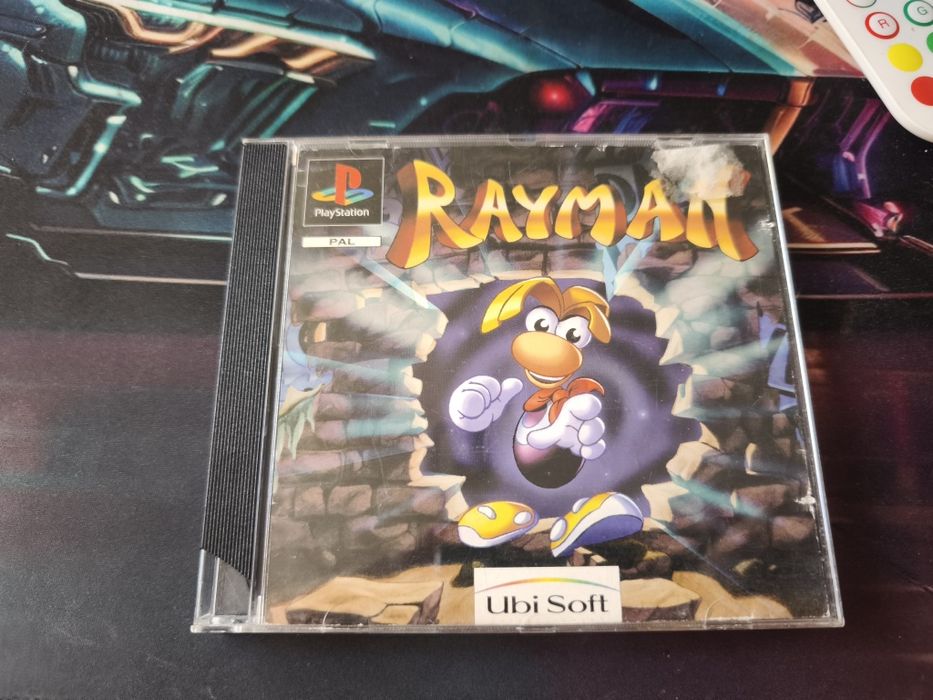 PlayStation
PAL
RAYMAN
Ubi Soft
R
G